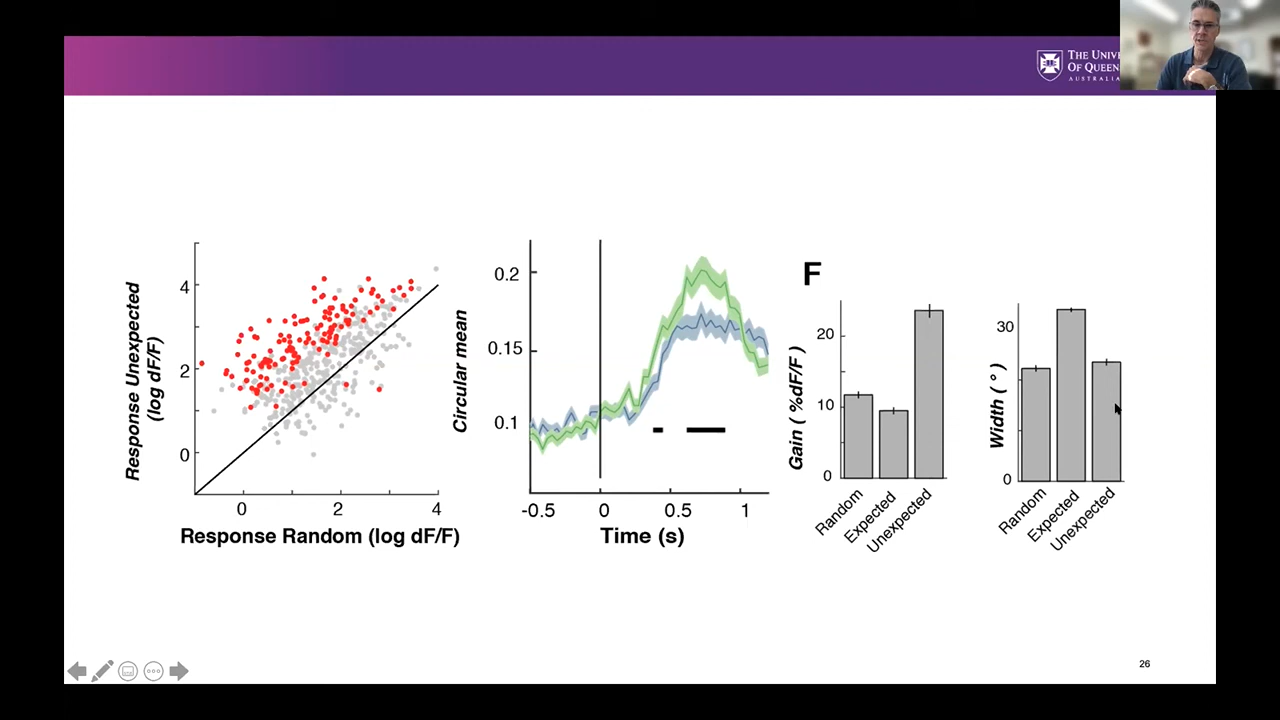 THE UNIV
OF QUEEN
AUSTRALIA
Response Unexpected
(log dF/F)
4
2
0
0
2
4
Response Random (log dF/F)
Circular mean
0.2
0.15
0.1
-0.5
0
0.5
1
Time (s)
F
Gain ( %dF/F )
20
10
0
Random
Expected
Unexpected
Width ( ° )
30
0
Random
Expected
Unexpected
26